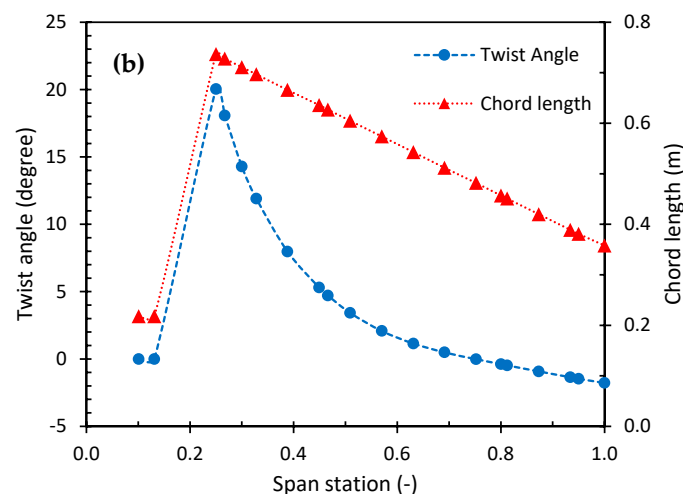 (b)
Twist Angle
Chord length
Twist angle (degree)
25
20
15
10
5
0
-5
Chord length (m)
0.8
0.6
0.4
0.2
0.0
0.0 0.2 0.4 0.6 0.8 1.0
Span station (-)